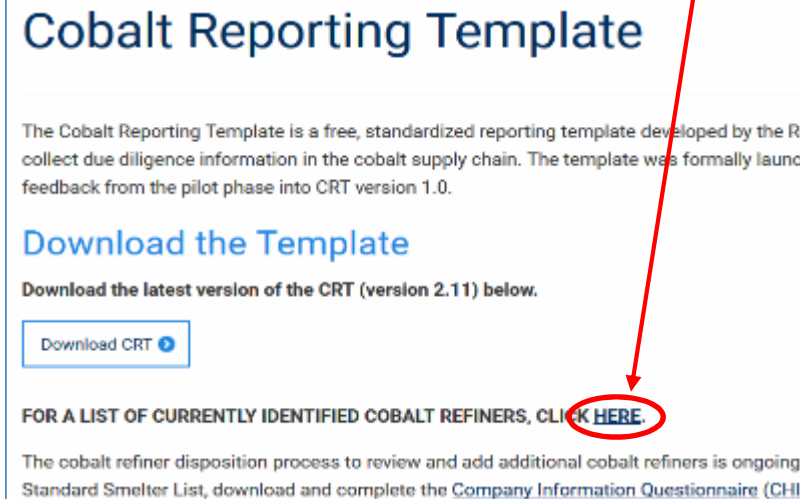 Cobalt Reporting Template
The Cobalt Reporting Template is a free, standardized reporting template developed by the R
collect due diligence information in the cobalt supply chain. The template was formally launc
feedback from the pilot phase into CRT version 1.0.
Download the Template
Download the latest version of the CRT (version 2.11) below.
Download CRT
FOR A LIST OF CURRENTLY IDENTIFIED COBALT REFINERS, CLICK HERE.
The cobalt refiner disposition process to review and add additional cobalt refiners is ongoing
Standard Smelter List, download and complete the Company Information Questionnaire (CHI